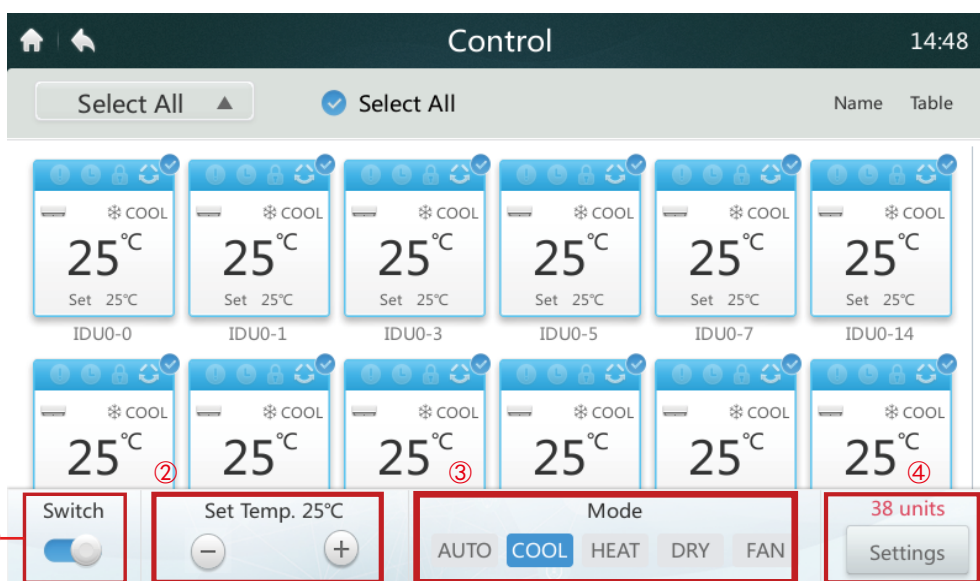 Control 14:48
Select All ▲ Select All Name Table
COOL COOL COOL COOL COOL COOL
25℃ 25℃ 25℃ 25℃ 25℃ 25℃
Set 25℃ Set 25℃ Set 25℃ Set 25℃ Set 25℃ Set 25℃
IDU0-0 IDU0-1 IDU0-3 IDU0-5 IDU0-7 IDU0-14
COOL COOL COOL COOL COOL COOL
25℃ 25℃ 25℃ 25℃ 25℃ 25℃
② ③ ④
Switch Set Temp. 25℃ Mode 38 units
− + AUTO COOL HEAT DRY FAN Settings